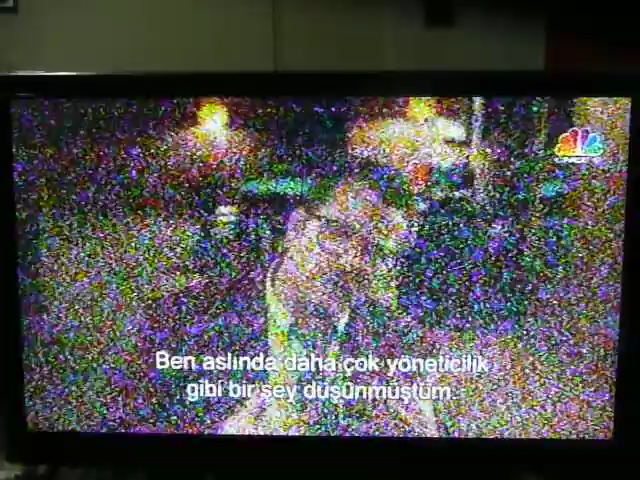 Ben aslında daha çok yöneticilik
gibi bir şey düşünmüştüm.